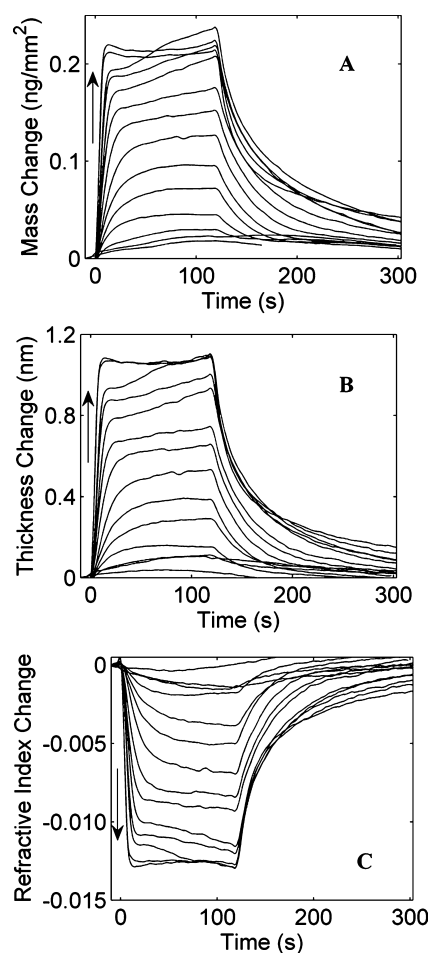 A
Mass Change (ng/mm²)
0.2
0.1
0
0 100 200 300
Time (s)
B
Thickness Change (nm)
1.2
0.8
0.4
0
0 100 200 300
Time (s)
C
Refractive Index Change
0
-0.005
-0.010
-0.015
0 100 200 300
Time (s)